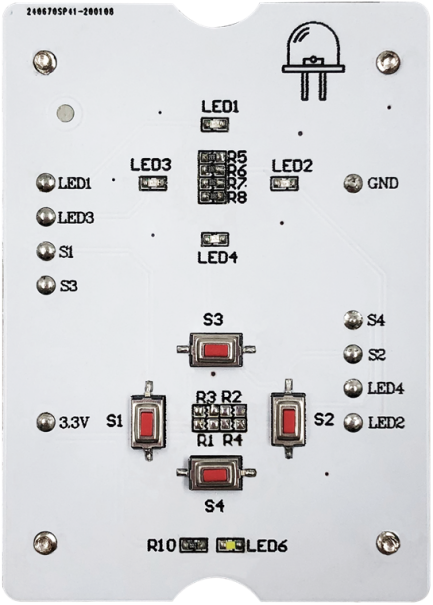 240670SP41-200108
LED1
LED3
R5
R6
R7
R8
LED2
LED1
GND
LED3
S1
LED4
S3
S3
S4
S2
LED4
R3 R2
3.3V
S1
S2
LED2
R1 R4
S4
R10
LED6